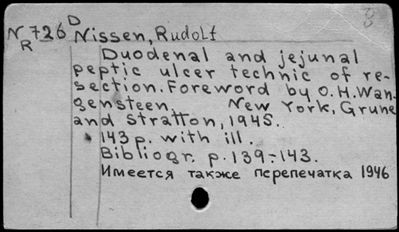 D
N 726 Nissen, Rudolf
R
Duodenal and jejunal
peptic ulcer technic of re-
section. Foreword by O.H. Wan-
gensteen. New York, Grune
and Stratton, 1945.
143 p. with ill.
Bibliogr. p. 139-143.
Имеется также перепечатка 1946